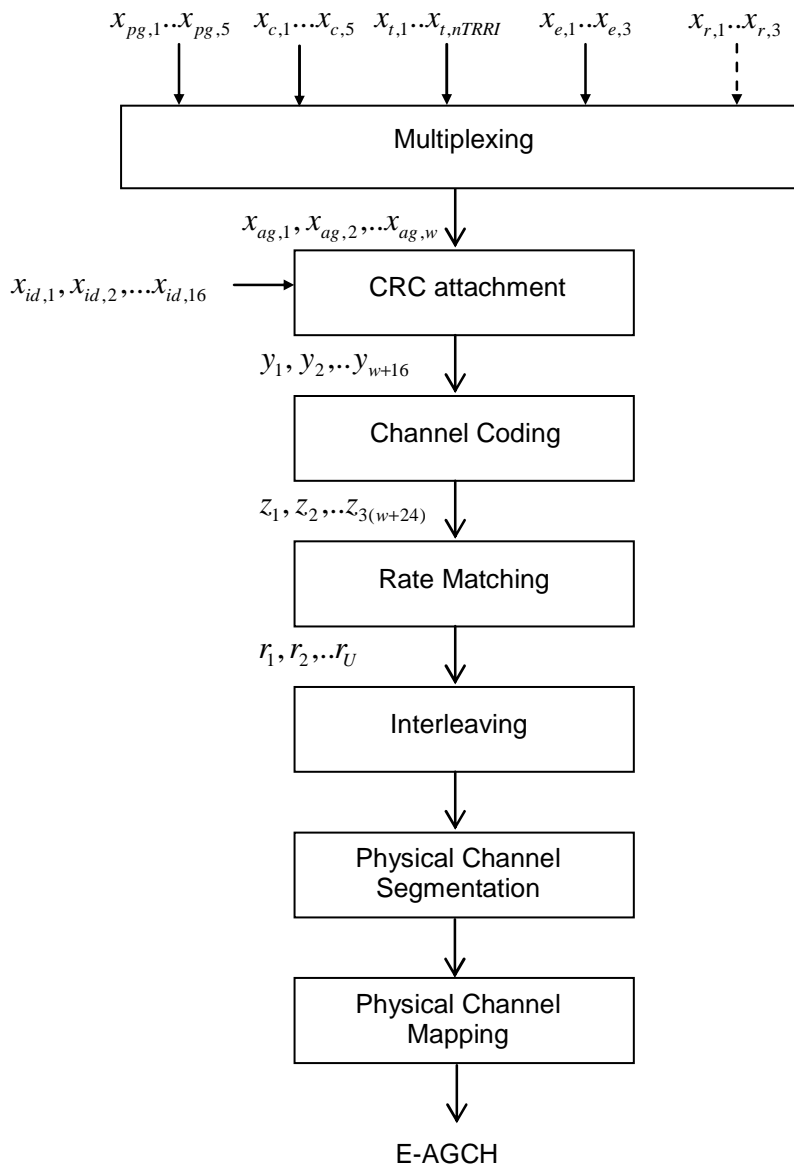 x_{pg,1}..x_{pg,5} x_{c,1}...x_{c,5} x_{t,1}..x_{t,nTRRI} x_{e,1}..x_{e,3} x_{r,1}..x_{r,3}
Multiplexing
x_{ag,1}, x_{ag,2},..x_{ag,w}
x_{id,1}, x_{id,2},...x_{id,16}
CRC attachment
y_1, y_2,..y_{w+16}
Channel Coding
z_1, z_2,..z_{3(w+24)}
Rate Matching
r_1, r_2,..r_U
Interleaving
Physical Channel
Segmentation
Physical Channel
Mapping
E-AGCH